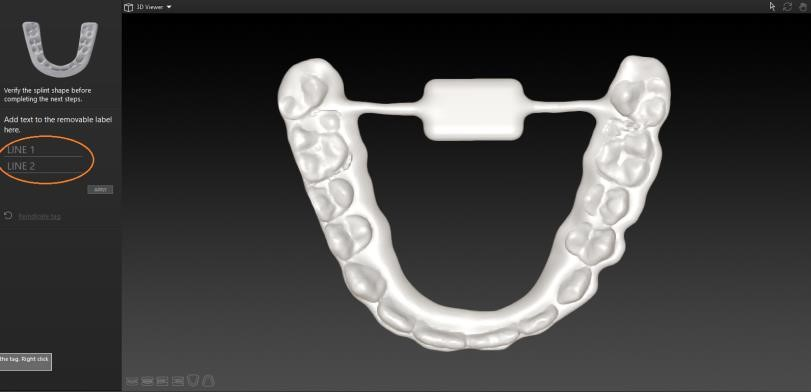 3D Viewer
Verify the splint shape before
completing the next steps.
Add text to the removable label
here.
LINE 1
LINE 2
APPLY
Reindicate tag
the tag. Right click